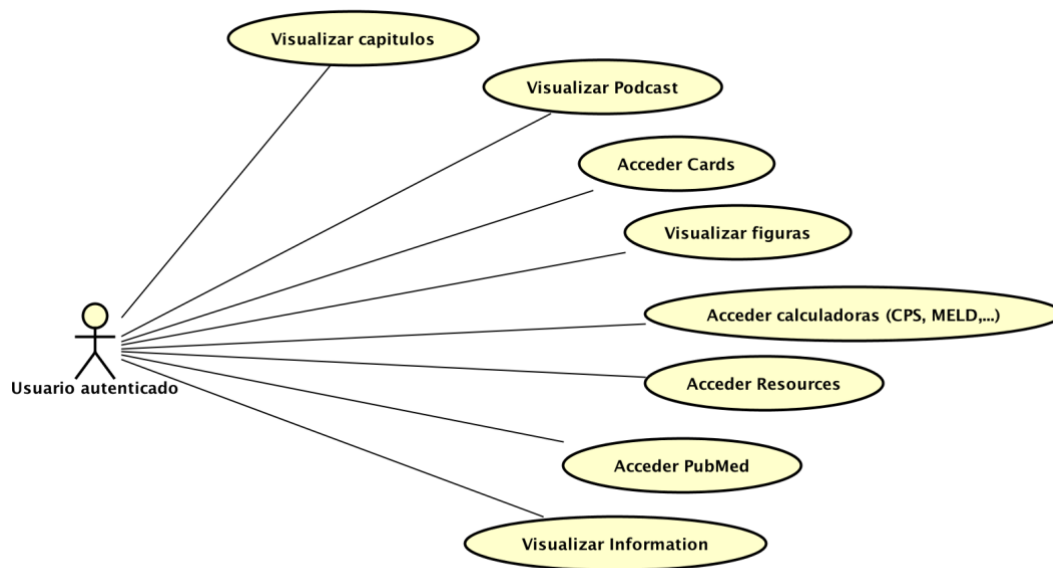 Visualizar capitulos
Visualizar Podcast
Acceder Cards
Visualizar figuras
Acceder calculadoras (CPS, MELD,...)
Usuario autenticado
Acceder Resources
Acceder PubMed
Visualizar Information